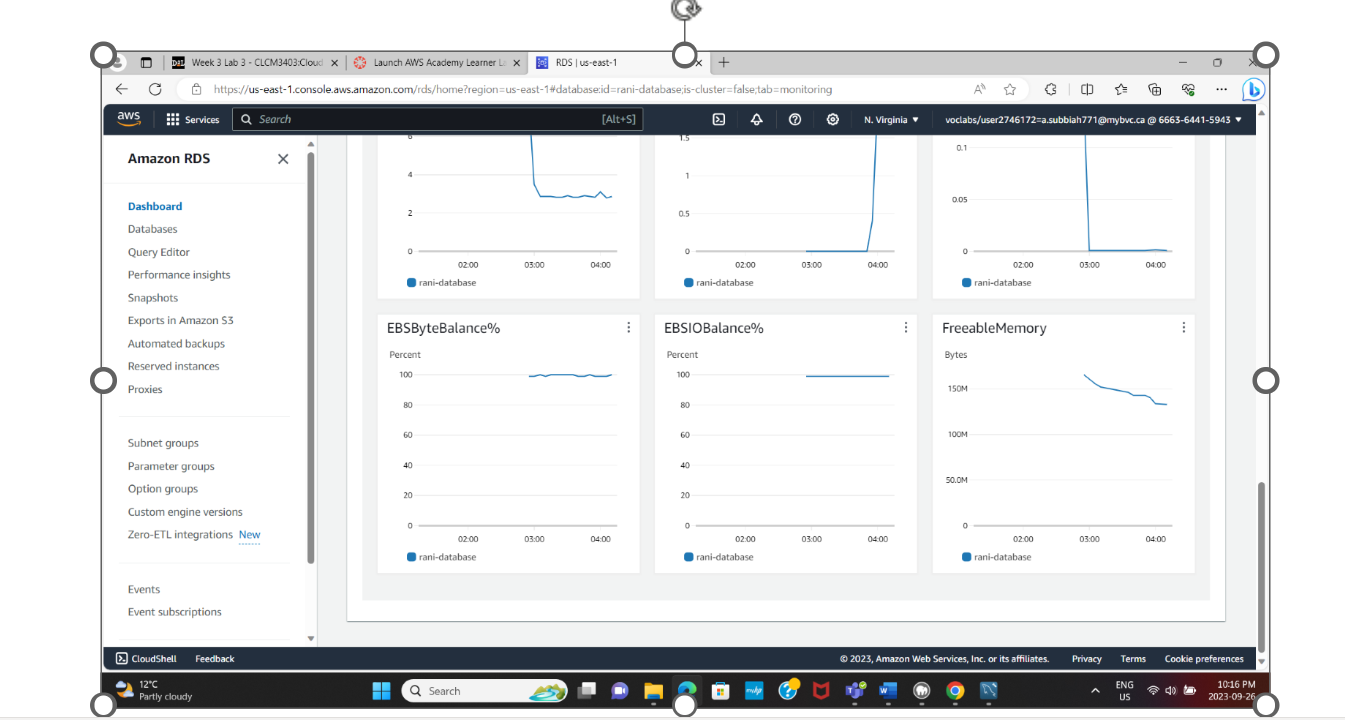 Week 3 Lab 3 - CLCM3403:Cloud
Launch AWS Academy Learner La
RDS | us-east-1
https://us-east-1.console.aws.amazon.com/rds/home?region=us-east-1#database:id=rani-database;is-cluster=false;tab=monitoring
aws
Services
Search
[Alt+S]
N. Virginia
voclabs/user2746172=a.subbiah771@mybvc.ca @ 6663-6441-5943
Amazon RDS
Dashboard
Databases
Query Editor
Performance insights
Snapshots
Exports in Amazon S3
Automated backups
Reserved instances
Proxies
Subnet groups
Parameter groups
Option groups
Custom engine versions
Zero-ETL integrations New
Events
Event subscriptions
6
4
2
0
02:00 03:00 04:00
rani-database
1.5
1
0.5
0
02:00 03:00 04:00
rani-database
0.1
0.05
0
02:00 03:00 04:00
rani-database
EBSByteBalance%
Percent
100
80
60
40
20
0
02:00 03:00 04:00
rani-database
EBSIOBalance%
Percent
100
80
60
40
20
0
02:00 03:00 04:00
rani-database
FreeableMemory
Bytes
150M
100M
50.0M
0
02:00 03:00 04:00
rani-database
CloudShell Feedback
© 2023, Amazon Web Services, Inc. or its affiliates. Privacy Terms Cookie preferences
12°C
Partly cloudy
Search
ENG
US
10:16 PM
2023-09-26